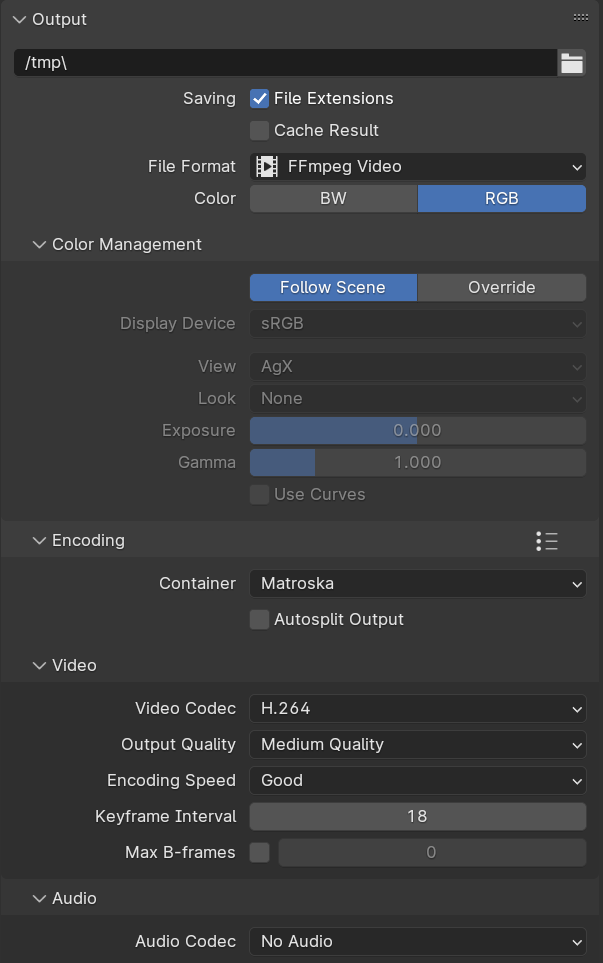 Output
/tmp\
Saving File Extensions
Cache Result
File Format FFmpeg Video
Color BW RGB
Color Management
Follow Scene Override
Display Device sRGB
View AgX
Look None
Exposure 0.000
Gamma 1.000
Use Curves
Encoding
Container Matroska
Autosplit Output
Video
Video Codec H.264
Output Quality Medium Quality
Encoding Speed Good
Keyframe Interval 18
Max B-frames 0
Audio
Audio Codec No Audio